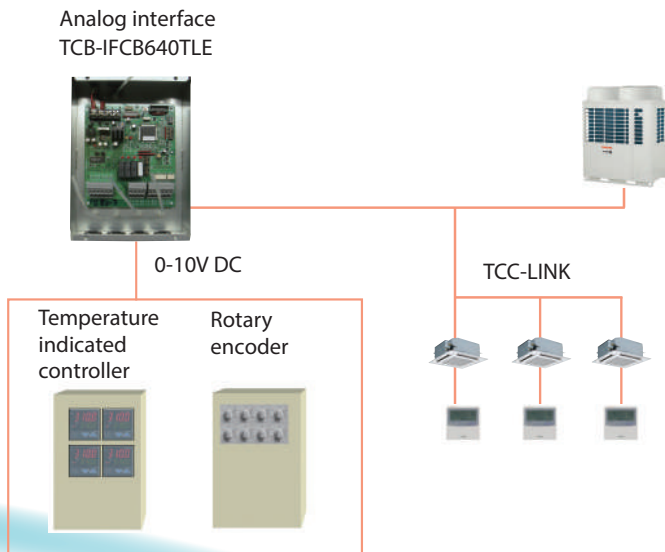 Analog interface
TCB-IFCB640TLE
0-10V DC
TCC-LINK
Temperature
indicated
controller
Rotary
encoder